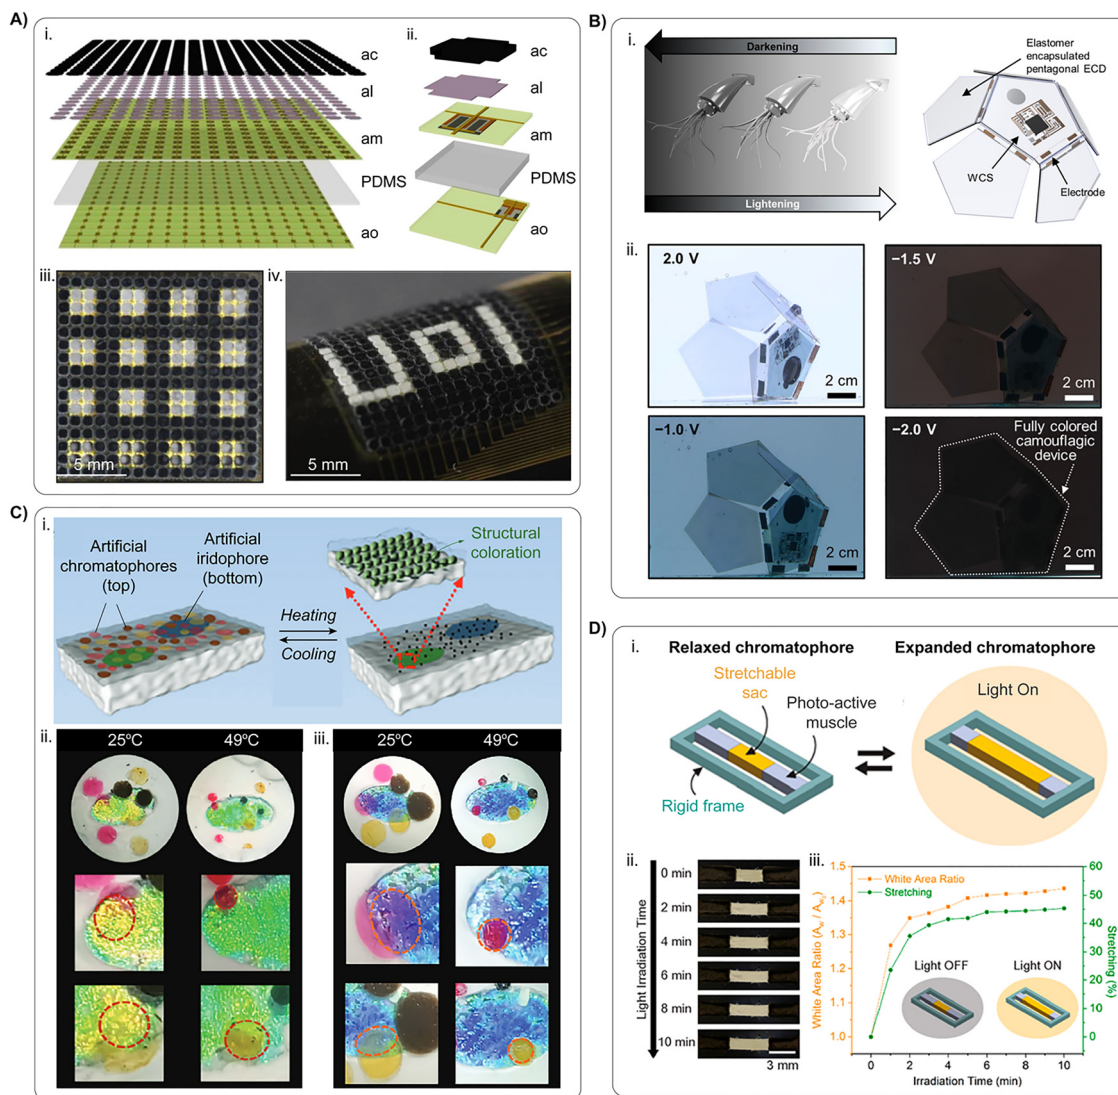 A)
i.
ac
al
am
PDMS
ao
ii.
ac
al
am
PDMS
ao
iii.
5 mm
iv.
5 mm
B)
i.
Darkening
Lightening
Elastomer
encapsulated
pentagonal ECD
WCS
Electrode
ii.
2.0 V
2 cm
−1.5 V
2 cm
−1.0 V
2 cm
−2.0 V
Fully colored
camouflagic
device
2 cm
C)
i.
Artificial
chromatophores
(top)
Artificial
iridophore
(bottom)
Heating
Cooling
Structural
coloration
ii.
25ºC
49ºC
iii.
25ºC
49ºC
D)
i.
Relaxed chromatophore
Expanded chromatophore
Stretchable
sac
Photo-active
muscle
Rigid frame
Light On
ii.
Light Irradiation Time
0 min
2 min
4 min
6 min
8 min
10 min
3 mm
iii.
White Area Ratio
Stretching
White Area Ratio (Aw / Aw0)
1.5
1.4
1.3
1.2
1.1
1.0
Light OFF
Light ON
60
50
40
30
20
10
0
Stretching (%)
0 2 4 6 8 10
Irradiation Time (min)